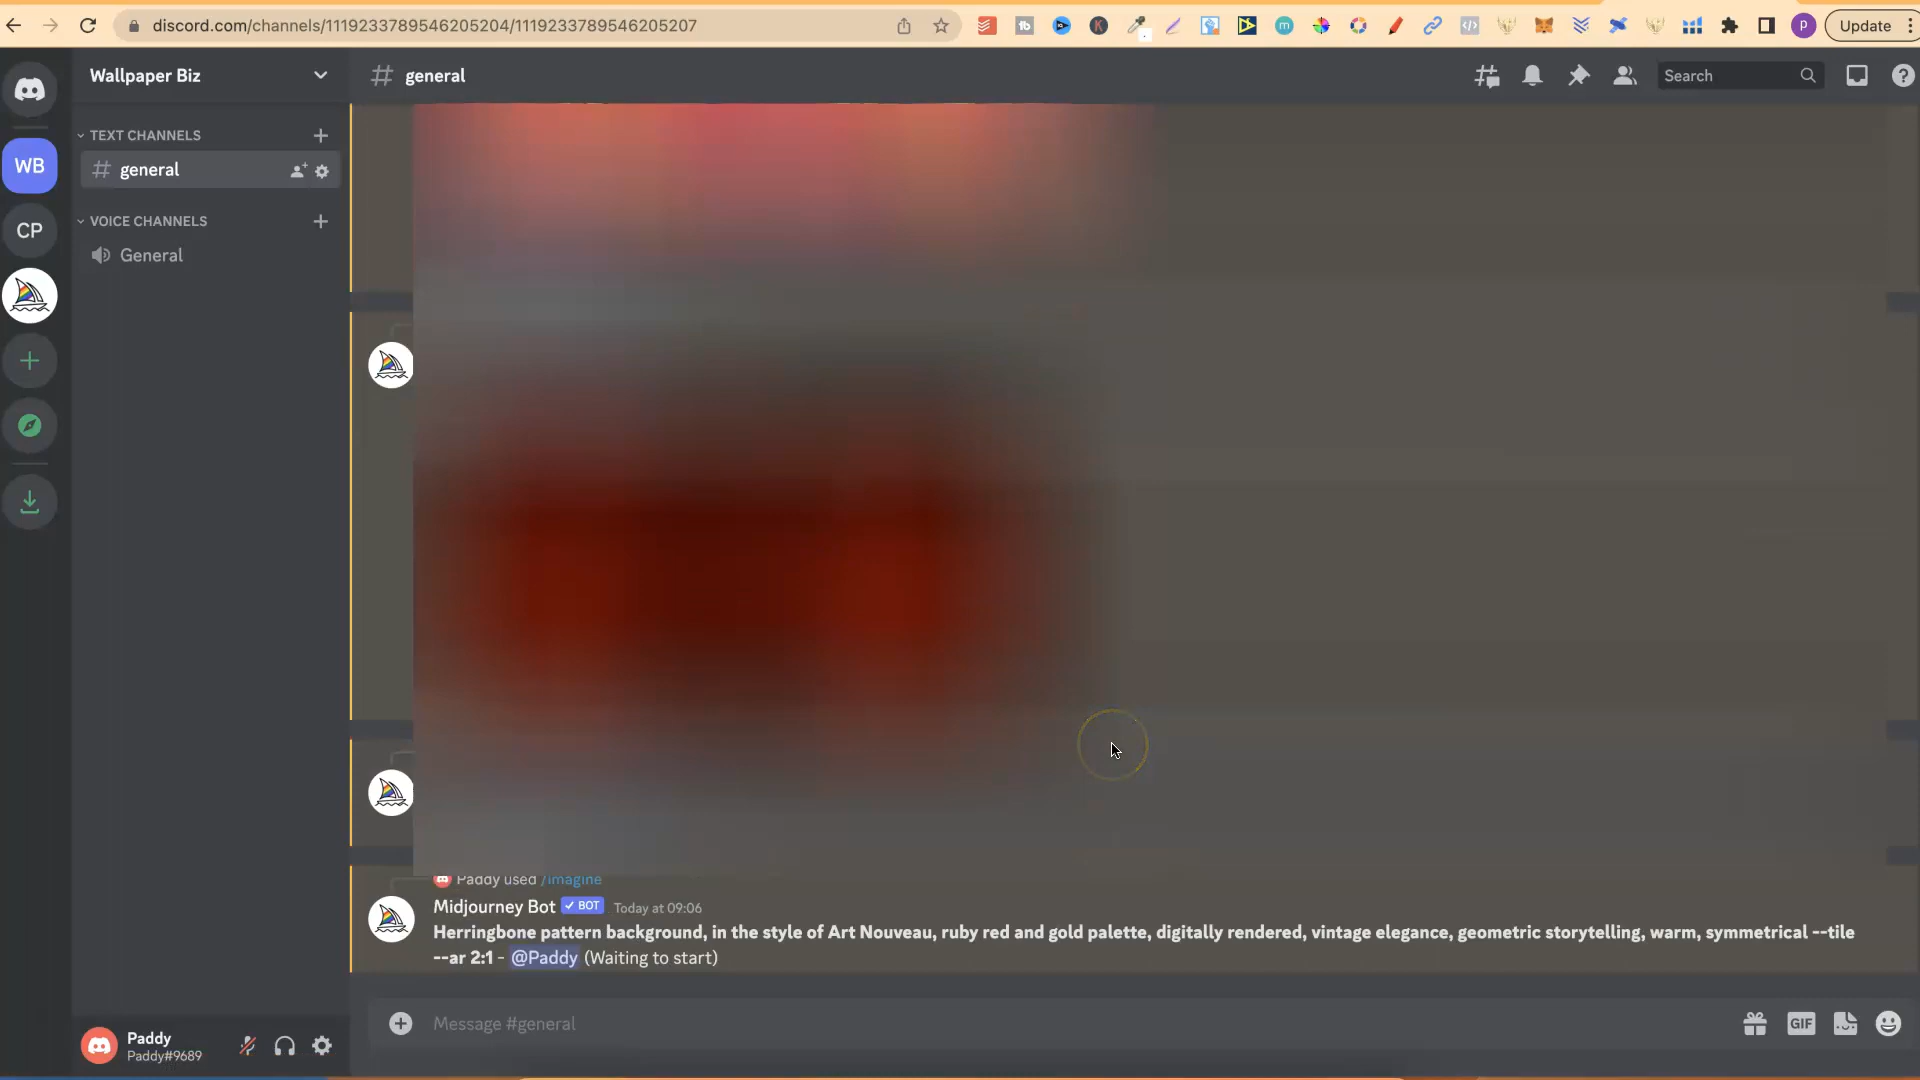 discord.com/channels/1119233789546205204/1119233789546205207
Update
Wallpaper Biz
general
Search
TEXT CHANNELS
general
WB
VOICE CHANNELS
CP
General
Paddy used /imagine
Midjourney Bot ✓ BOT Today at 09:06
Herringbone pattern background, in the style of Art Nouveau, ruby red and gold palette, digitally rendered, vintage elegance, geometric storytelling, warm, symmetrical --tile
--ar 2:1 - @Paddy (Waiting to start)
Message #general
GIF
Paddy
Paddy#9689